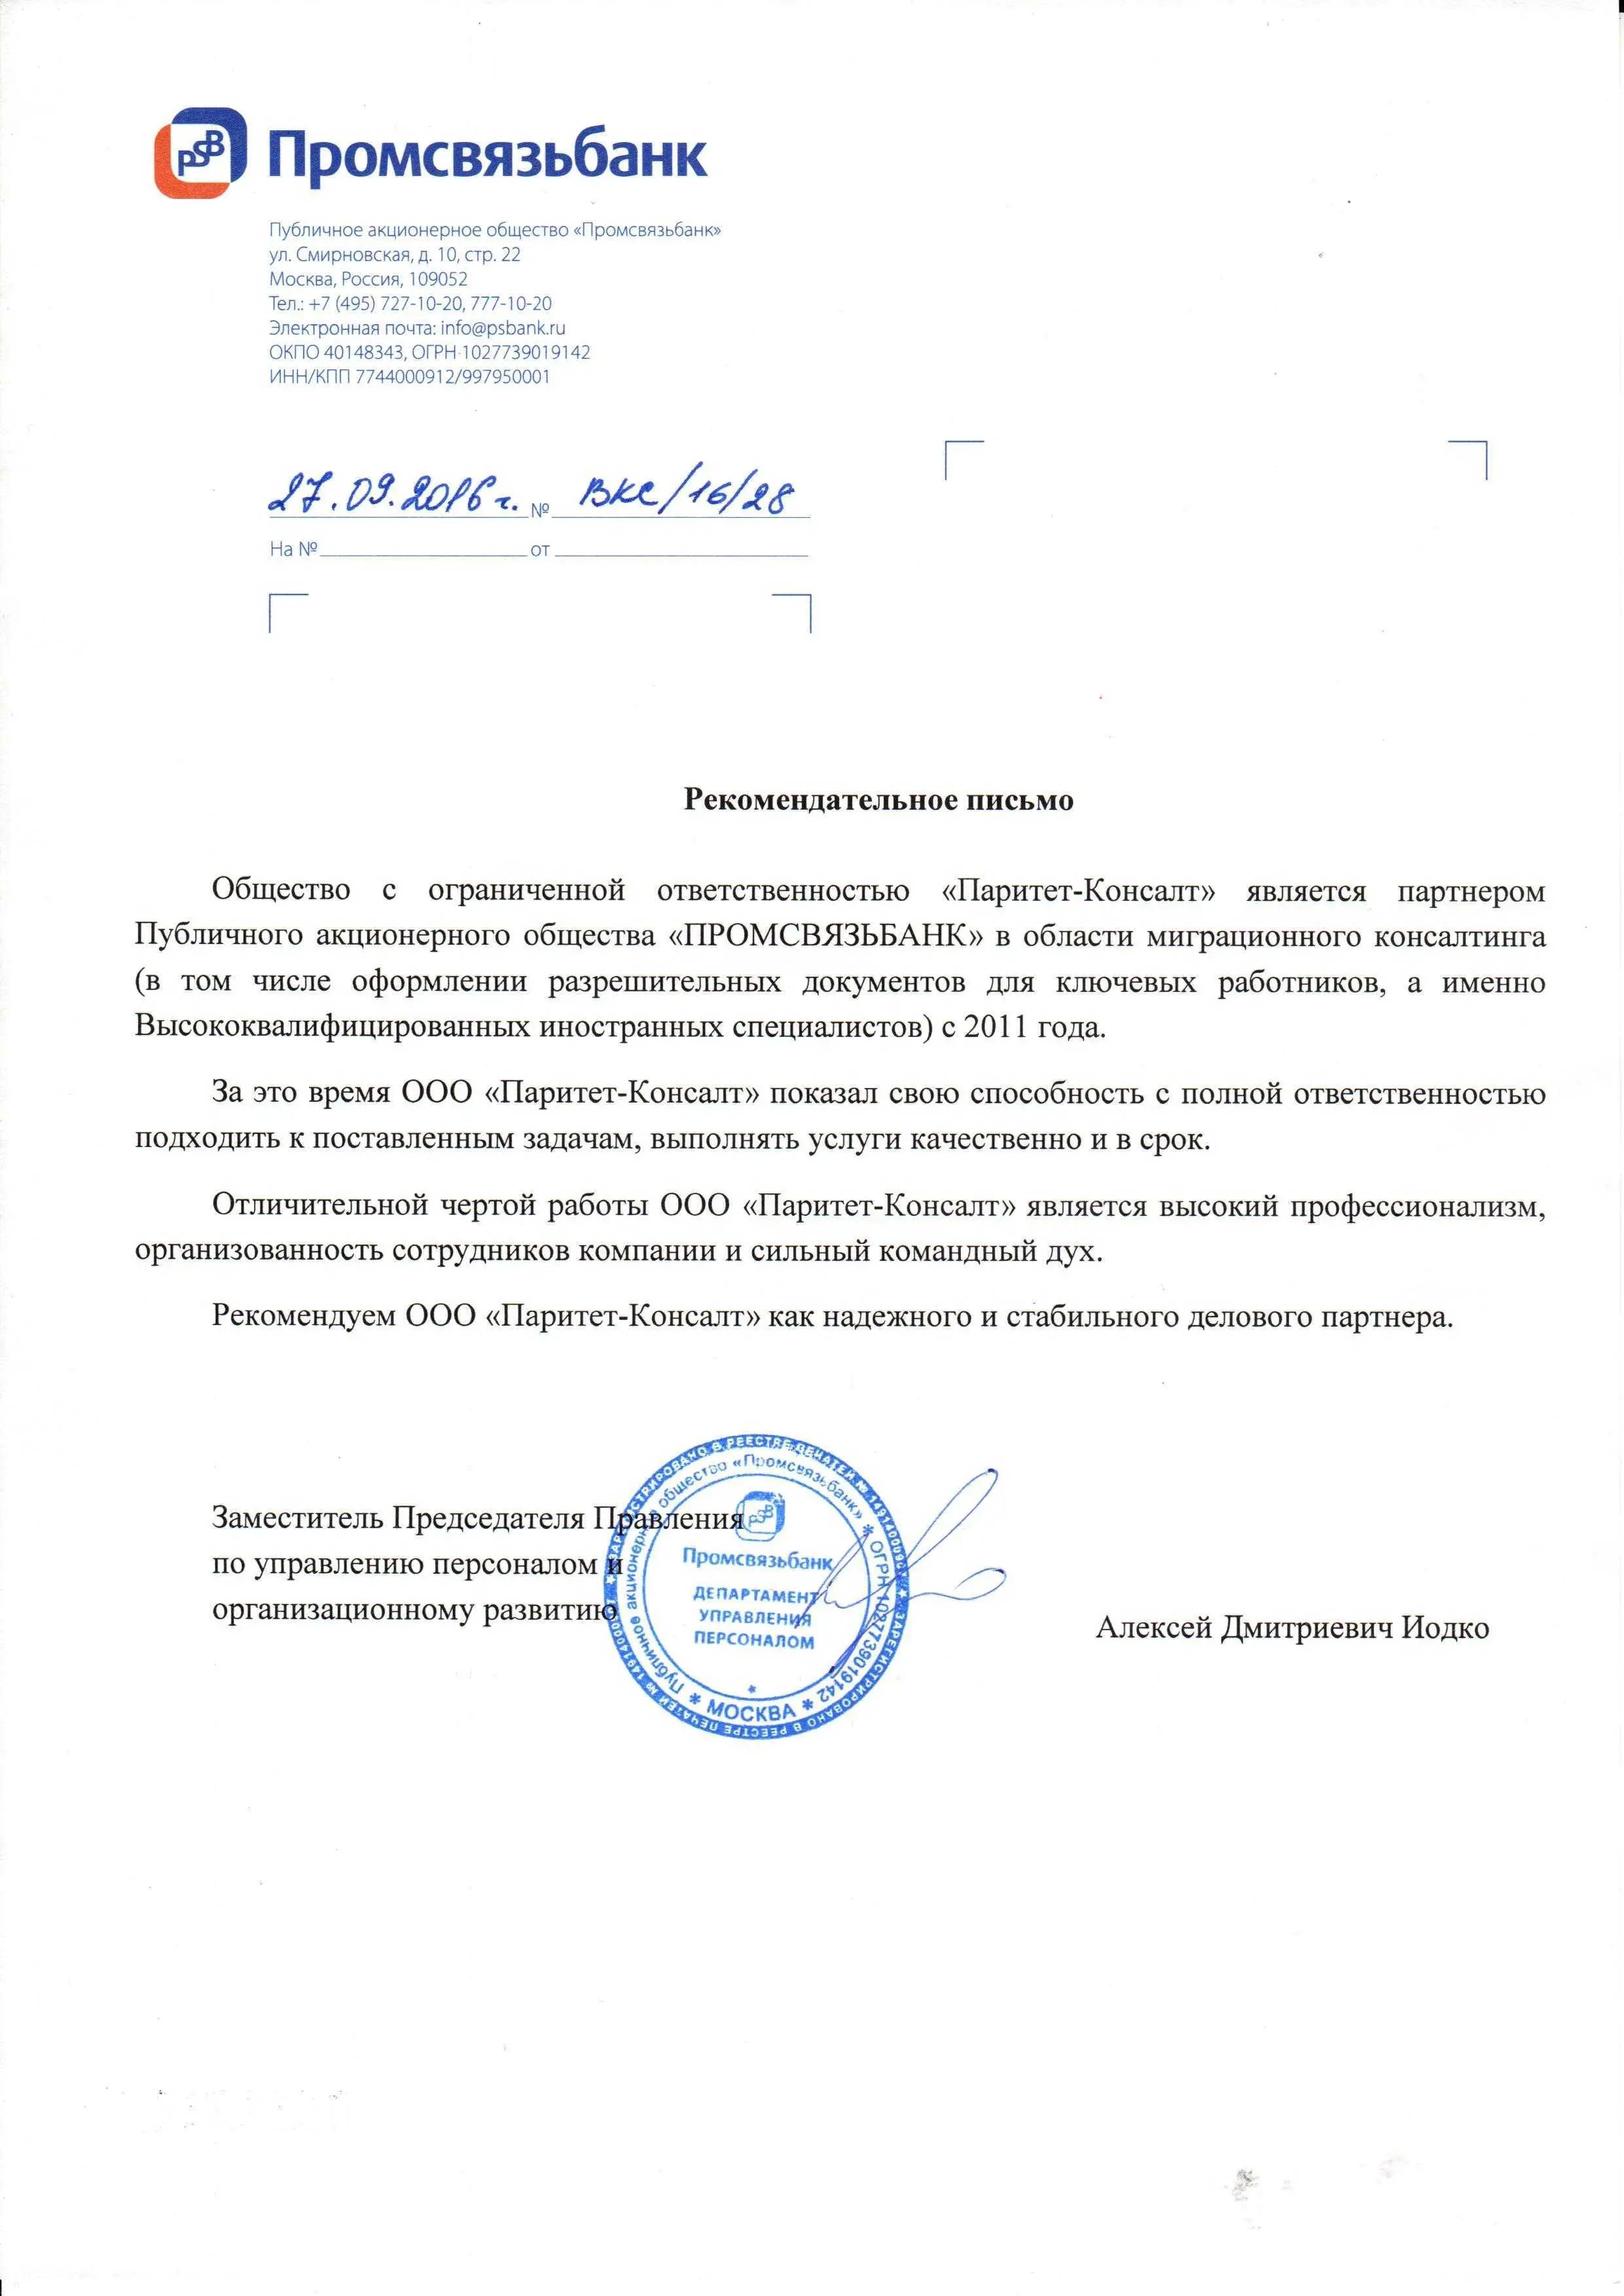 PSB Промсвязьбанк
Публичное акционерное общество «Промсвязьбанк»
ул. Смирновская, д. 10, стр. 22
Москва, Россия, 109052
Тел.: +7 (495) 727-10-20, 777-10-20
Электронная почта: info@psbank.ru
ОКПО 40148343, ОГРН 1027739019142
ИНН/КПП 7744000912/997950001
27.09.2016 г. № ВКС/16/28
На № от
Рекомендательное письмо
Общество с ограниченной ответственностью «Паритет-Консалт» является партнером
Публичного акционерного общества «ПРОМСВЯЗЬБАНК» в области миграционного консалтинга
(в том числе оформлении разрешительных документов для ключевых работников, а именно
Высококвалифицированных иностранных специалистов) с 2011 года.
За это время ООО «Паритет-Консалт» показал свою способность с полной ответственностью
подходить к поставленным задачам, выполнять услуги качественно и в срок.
Отличительной чертой работы ООО «Паритет-Консалт» является высокий профессионализм,
организованность сотрудников компании и сильный командный дух.
Рекомендуем ООО «Паритет-Консалт» как надежного и стабильного делового партнера.
Заместитель Председателя Правления
по управлению персоналом и
организационному развитию
Алексей Дмитриевич Иодко
ЗАРЕГИСТРИРОВАНО В РЕЕСТРЕ ПЕЧАТЕЙ №
Публичное акционерное общество «Промсвязьбанк» * ОГРН 1027739019142
* МОСКВА *
PSB
Промсвязьбанк
ДЕПАРТАМЕНТ
УПРАВЛЕНИЯ
ПЕРСОНАЛОМ